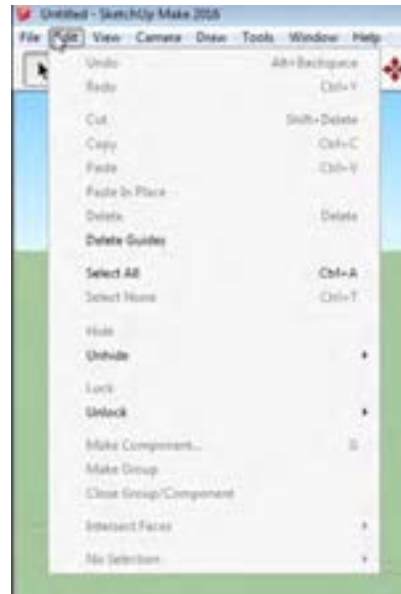 Untitled - SketchUp Make 2016
File Edit View Camera Draw Tools Window Help
Undo Alt+Backspace
Redo Ctrl+Y
Cut Shift+Delete
Copy Ctrl+C
Paste Ctrl+V
Paste In Place
Delete Delete
Delete Guides
Select All Ctrl+A
Select None Ctrl+T
Hide
Unhide
Lock
Unlock
Make Component... G
Make Group
Close Group/Component
Intersect Faces
No Selection